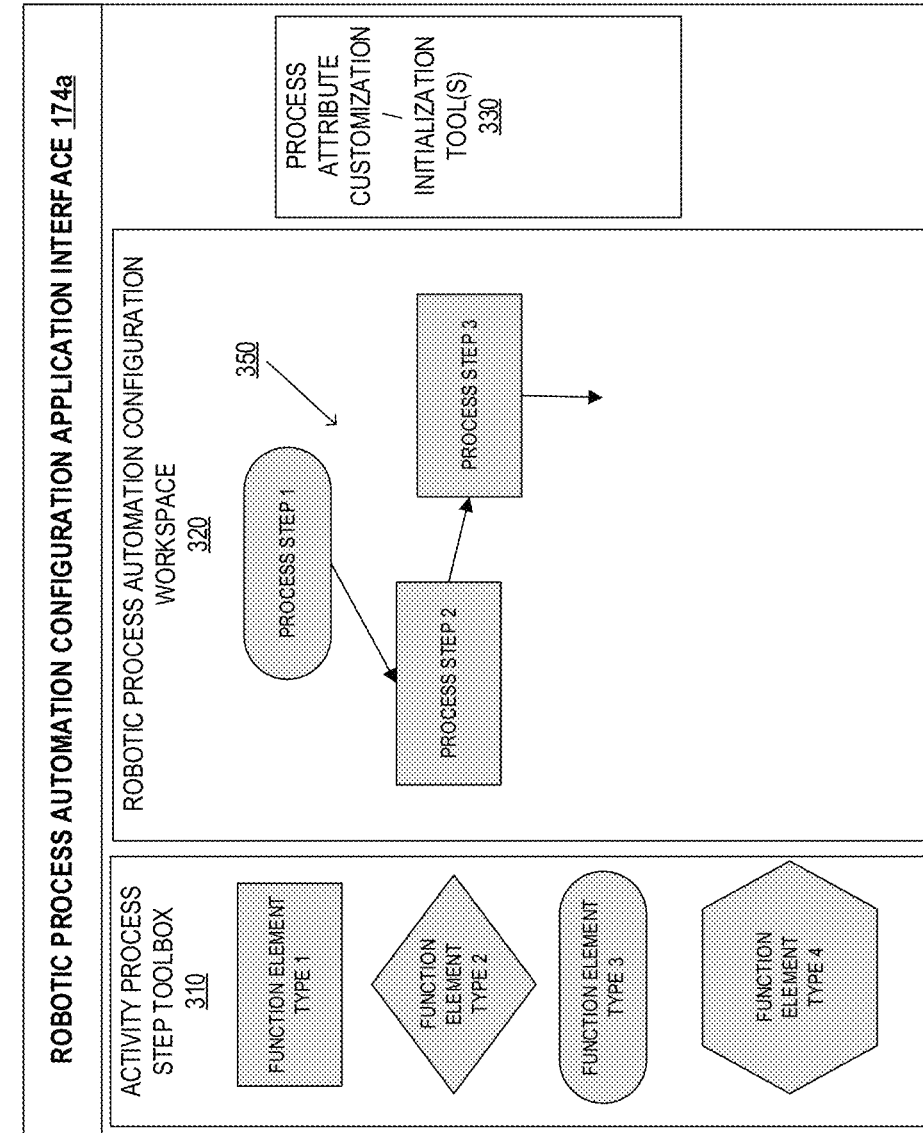 ROBOTIC PROCESS AUTOMATION CONFIGURATION APPLICATION INTERFACE 174a
ACTIVITY PROCESS
STEP TOOLBOX
310
FUNCTION ELEMENT
TYPE 1
FUNCTION
ELEMENT
TYPE 2
FUNCTION ELEMENT
TYPE 3
FUNCTION
ELEMENT
TYPE 4
ROBOTIC PROCESS AUTOMATION CONFIGURATION
WORKSPACE
320
350
PROCESS STEP 1
PROCESS STEP 2
PROCESS STEP 3
PROCESS
ATTRIBUTE
CUSTOMIZATION
/
INITIALIZATION
TOOL(S)
330